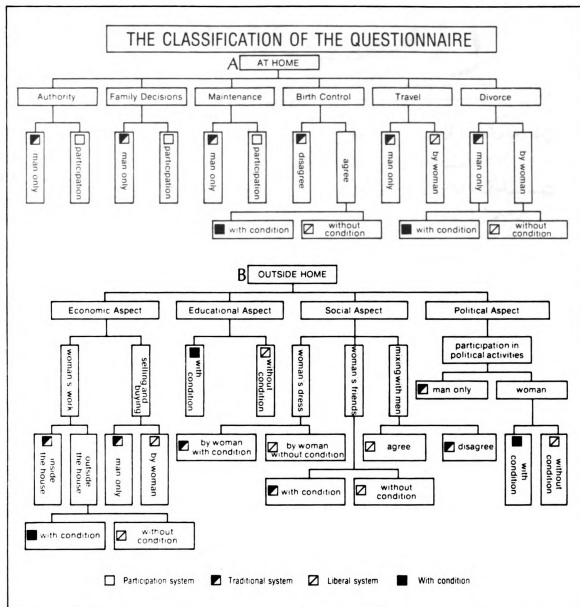 THE CLASSIFICATION OF THE QUESTIONNAIRE
A AT HOME
Authority
Family Decisions
Maintenance
Birth Control
Travel
Divorce
man only
participation
man only
participation
man only
participation
disagree
agree
man only
by woman
man only
by woman
with condition
without
condition
with condition
without
condition
B OUTSIDE HOME
Economic Aspect
Educational Aspect
Social Aspect
Political Aspect
woman s work
selling and
buying
with
condition
without
condition
woman s dress
woman s friends
mixing with men
participation in
political activities
man only
woman
inside
the house
outside
the house
man only
by woman
by woman
with condition
by woman
without condition
agree
disagree
with
condition
without
condition
with condition
without
condition
with condition
without
condition
Participation system
Traditional system
Liberal system
With condition